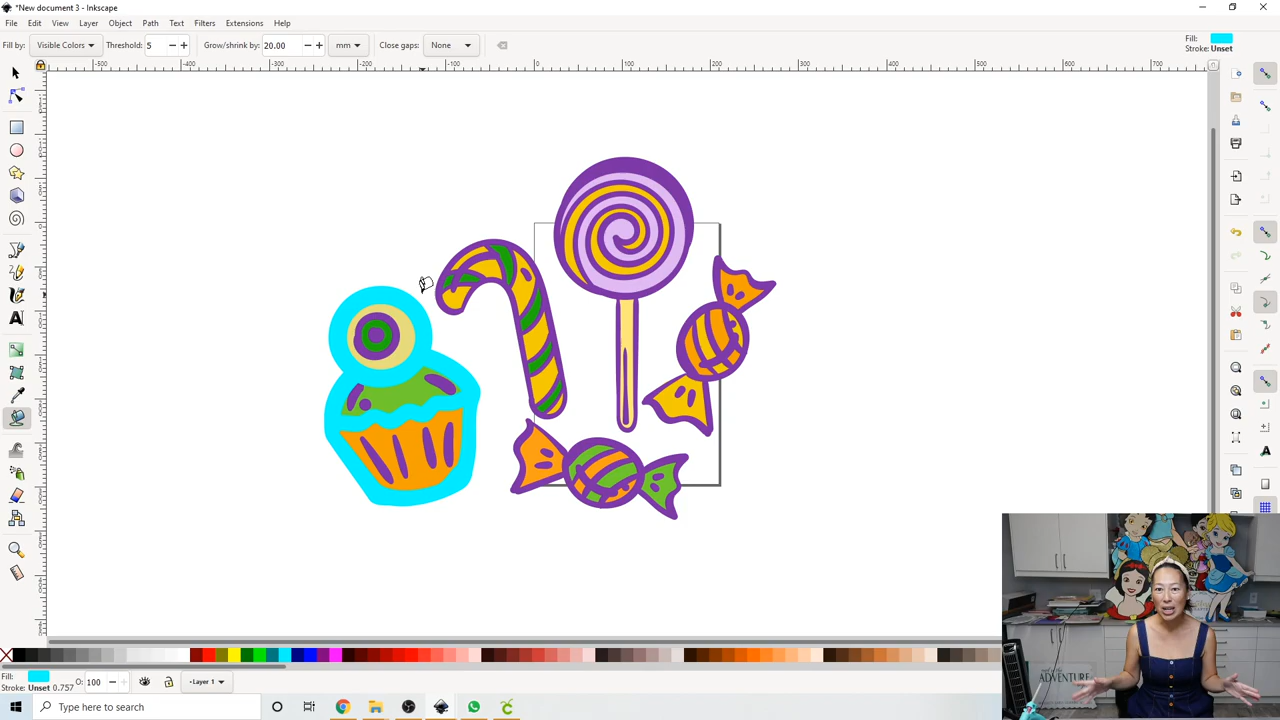 *New document 3 - Inkscape
File Edit View Layer Object Path Text Filters Extensions Help
Fill by: Visible Colors Threshold: 5 Grow/shrink by: 20.00 mm Close gaps: None Fill: Stroke: Unset
-500 -400 -300 -200 -100 0 100 200 300 400 500 600 700
ADVENTURE
Fill: Stroke: Unset 0.757 O: 100 Layer 1
Type here to search